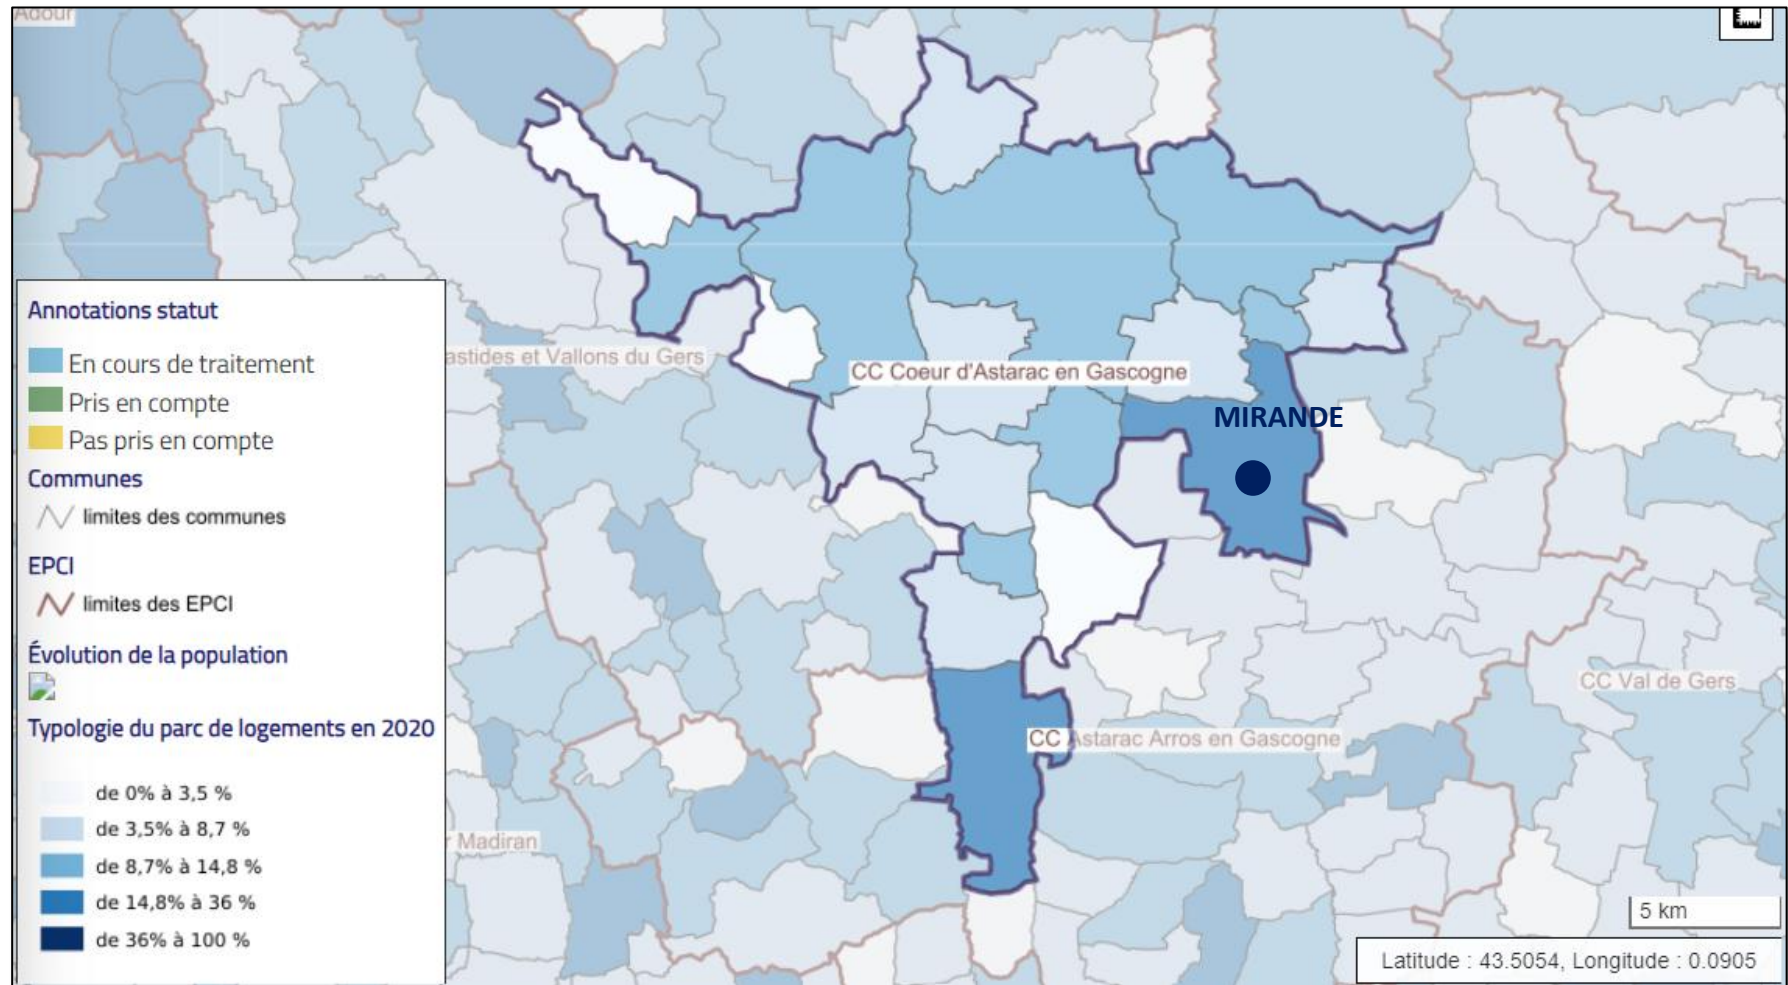 Adour
Annotations statut
En cours de traitement
Pris en compte
Pas pris en compte
Communes
limites des communes
EPCI
limites des EPCI
Évolution de la population
Typologie du parc de logements en 2020
de 0% à 3,5 %
de 3,5% à 8,7 %
de 8,7% à 14,8 %
de 14,8% à 36 %
de 36% à 100 %
astides et Vallons du Gers
CC Coeur d'Astarac en Gascogne
MIRANDE
CC Val de Gers
CC Astarac Arros en Gascogne
r Madiran
5 km
Latitude : 43.5054, Longitude : 0.0905